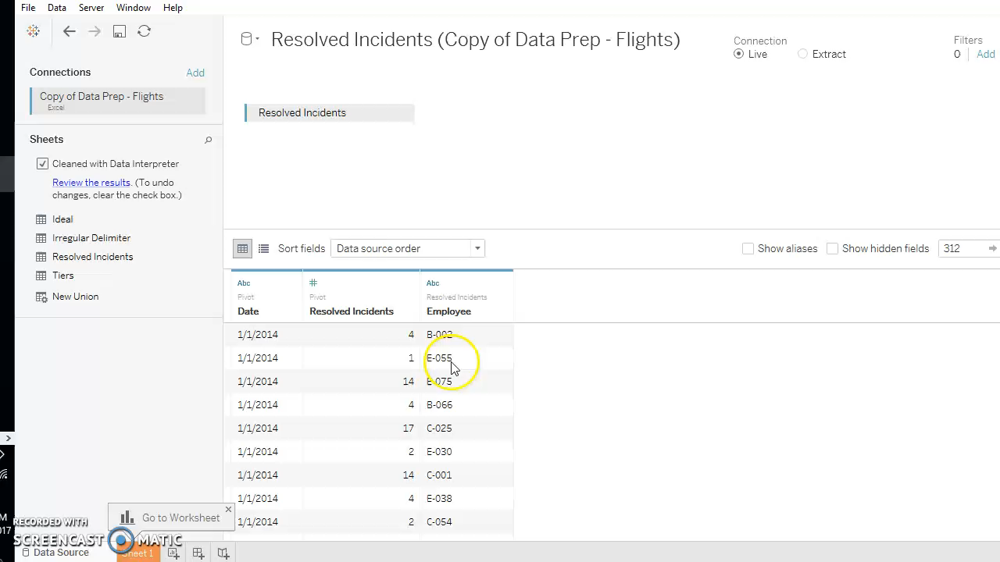 File Data Server Window Help
Resolved Incidents (Copy of Data Prep - Flights)
Connection
Live Extract
Filters
0 Add
Connections Add
Copy of Data Prep - Flights
Excel
Resolved Incidents
Sheets
Cleaned with Data Interpreter
Review the results. (To undo
changes, clear the check box.)
Ideal
Irregular Delimiter
Resolved Incidents
Tiers
New Union
Sort fields Data source order Show aliases Show hidden fields 312
Abc # Abc
Pivot Pivot Resolved Incidents
Date Resolved Incidents Employee
1/1/2014 4 B-002
1/1/2014 1 E-055
1/1/2014 14 E-075
1/1/2014 4 B-066
1/1/2014 17 C-025
1/1/2014 2 E-030
1/1/2014 14 C-001
1/1/2014 4 E-038
1/1/2014 2 C-054
Go to Worksheet
M
017
RECORDED WITH
SCREENCAST MATIC
Data Source Sheet 1